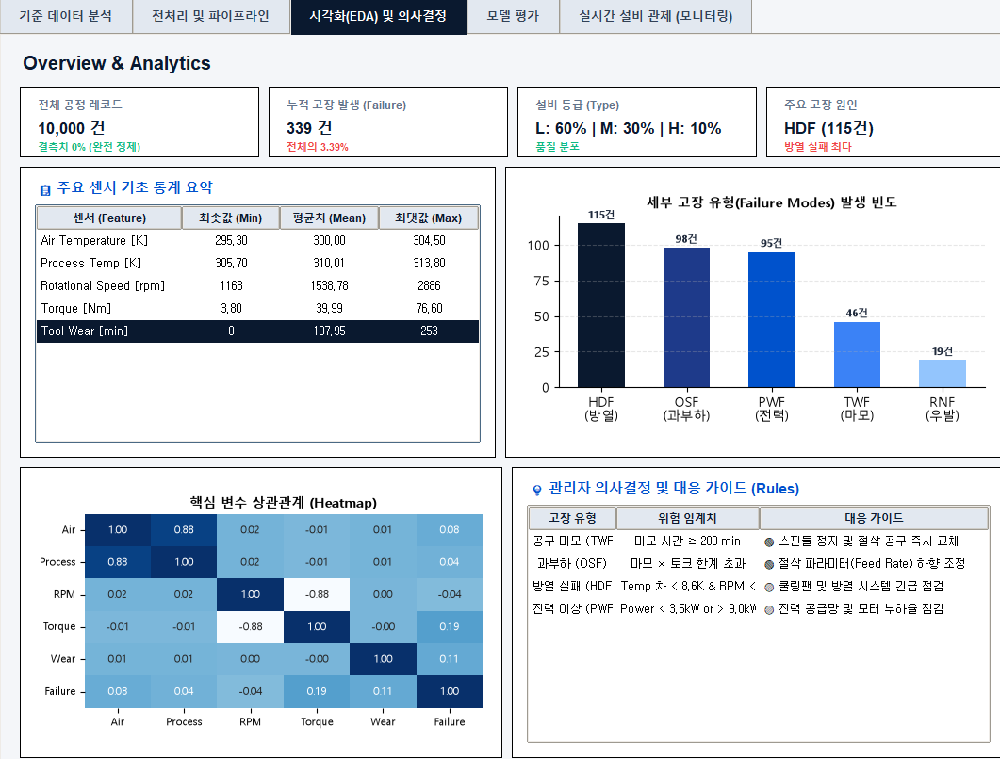 기준 데이터 분석
전처리 및 파이프라인
시각화(EDA) 및 의사결정
모델 평가
실시간 설비 관제 (모니터링)
Overview & Analytics
전체 공정 레코드
10,000 건
결측치 0% (완전 정제)
누적 고장 발생 (Failure)
339 건
전체의 3.39%
설비 등급 (Type)
L: 60% | M: 30% | H: 10%
품질 분포
주요 고장 원인
HDF (115건)
방열 실패 최다
주요 센서 기초 통계 요약
센서 (Feature) 최솟값 (Min) 평균치 (Mean) 최댓값 (Max)
Air Temperature [K] 295.30 300.00 304.50
Process Temp [K] 305.70 310.01 313.80
Rotational Speed [rpm] 1168 1538.78 2886
Torque [Nm] 3.80 39.99 76.60
Tool Wear [min] 0 107.95 253
세부 고장 유형(Failure Modes) 발생 빈도
115건
98건
95건
46건
19건
100
75
50
25
0
HDF OSF PWF TWF RNF
(방열) (과부하) (전력) (마모) (우발)
핵심 변수 상관관계 (Heatmap)
Air 1.00 0.88 0.02 -0.01 0.01 0.08
Process 0.88 1.00 0.02 -0.01 0.01 0.04
RPM 0.02 0.02 1.00 -0.88 0.00 -0.04
Torque -0.01 -0.01 -0.88 1.00 -0.00 0.19
Wear 0.01 0.01 0.00 -0.00 1.00 0.11
Failure 0.08 0.04 -0.04 0.19 0.11 1.00
Air Process RPM Torque Wear Failure
관리자 의사결정 및 대응 가이드 (Rules)
고장 유형 위험 임계치 대응 가이드
공구 마모 (TWF 마모 시간 ≥ 200 min 스핀들 정지 및 절삭 공구 즉시 교체
과부하 (OSF) 마모 × 토크 한계 초과 절삭 파라미터(Feed Rate) 하향 조정
방열 실패 (HDF Temp 차 < 8.6K & RPM < 쿨링팬 및 방열 시스템 긴급 점검
전력 이상 (PWF Power < 3.5kW or > 9.0kW 전력 공급망 및 모터 부하율 점검